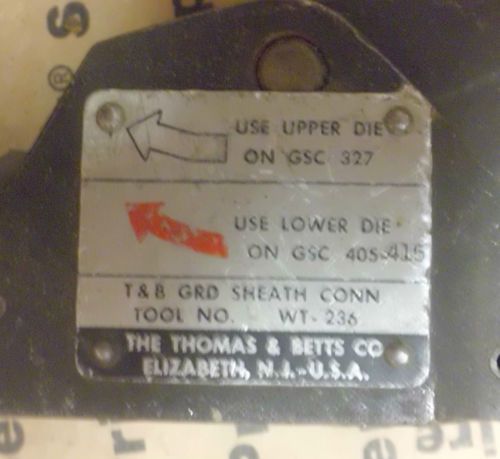 USE UPPER DIE
ON GSC 327
USE LOWER DIE
ON GSC 405-415
T&B GRD SHEATH CONN
TOOL NO. WT-236
THE THOMAS & BETTS CO
ELIZABETH, N.J.-U.S.A.